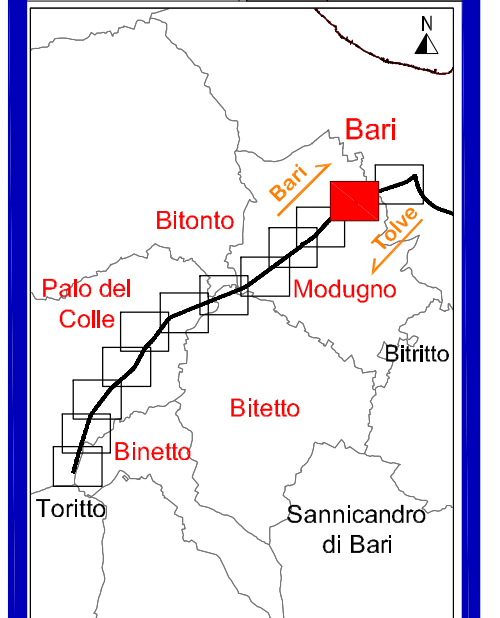 N
Bari
Bari
Tolve
Bitonto
Palo del
Colle
Modugno
Bitritto
Bitetto
Binetto
Toritto
Sannicandro
di Bari